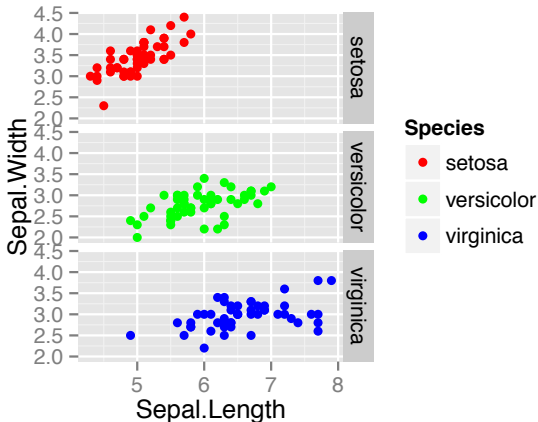 4.5
4.0
3.5
3.0
2.5
2.0
setosa
4.5
4.0
3.5
3.0
2.5
2.0
versicolor
4.5
4.0
3.5
3.0
2.5
2.0
virginica
Sepal.Width
5 6 7 8
Sepal.Length
Species
setosa
versicolor
virginica